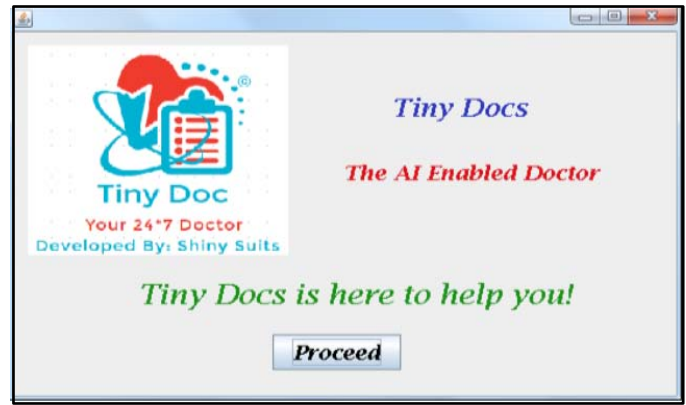 ©
Tiny Doc
Your 24*7 Doctor
Developed By: Shiny Suits
Tiny Docs
The AI Enabled Doctor
Tiny Docs is here to help you!
Proceed